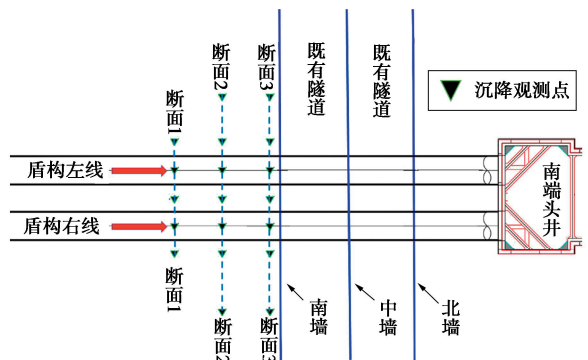 断面1
断面2
断面3
既有隧道
既有隧道
沉降观测点
盾构左线
盾构右线
南端头井
断面1
断面2
断面3
南墙
中墙
北墙